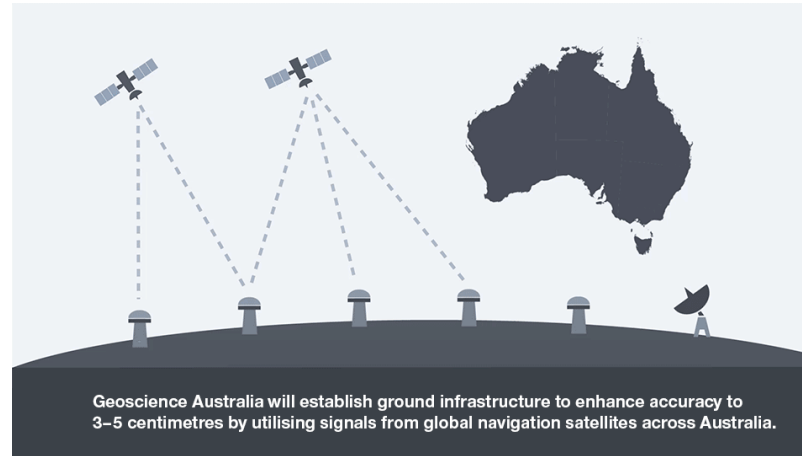 Geoscience Australia will establish ground infrastructure to enhance accuracy to
3–5 centimetres by utilising signals from global navigation satellites across Australia.